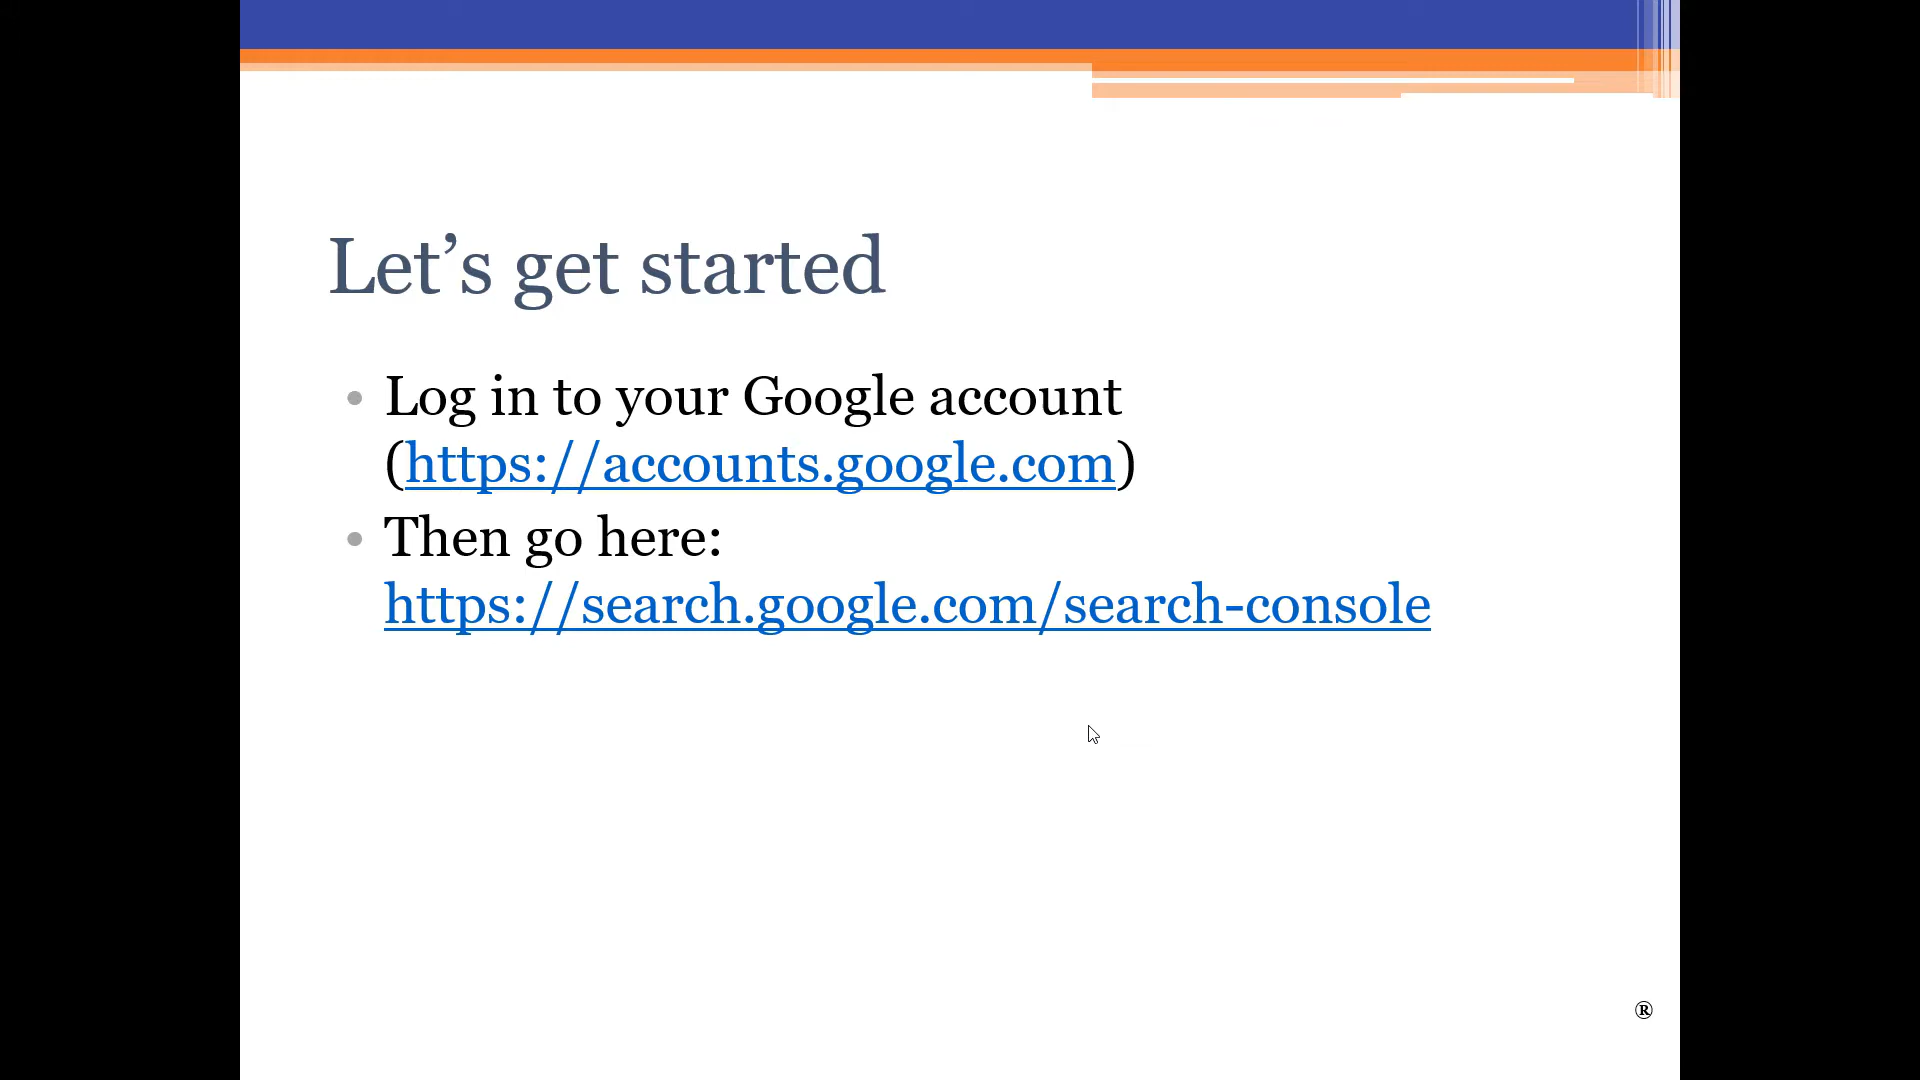 Let’s get started
• Log in to your Google account
(https://accounts.google.com)
• Then go here:
https://search.google.com/search-console
®